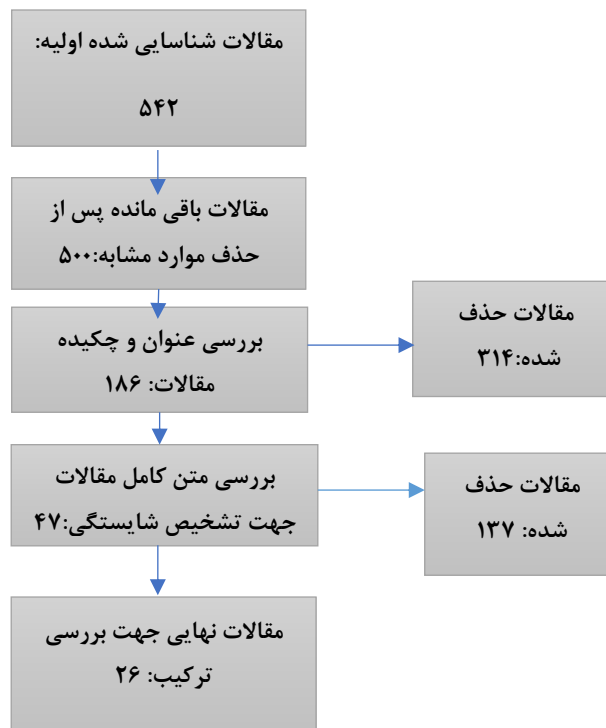 مقالات شناسایی شده اولیه:
۵۴۲
مقالات باقی مانده پس از
حذف موارد مشابه:۵۰۰
بررسی عنوان و چکیده
مقالات: ۱۸۶
مقالات حذف
شده:۳۱۴
بررسی متن کامل مقالات
جهت تشخیص شایستگی:۴۷
مقالات حذف
شده: ۱۳۷
مقالات نهایی جهت بررسی
ترکیب: ۲۶